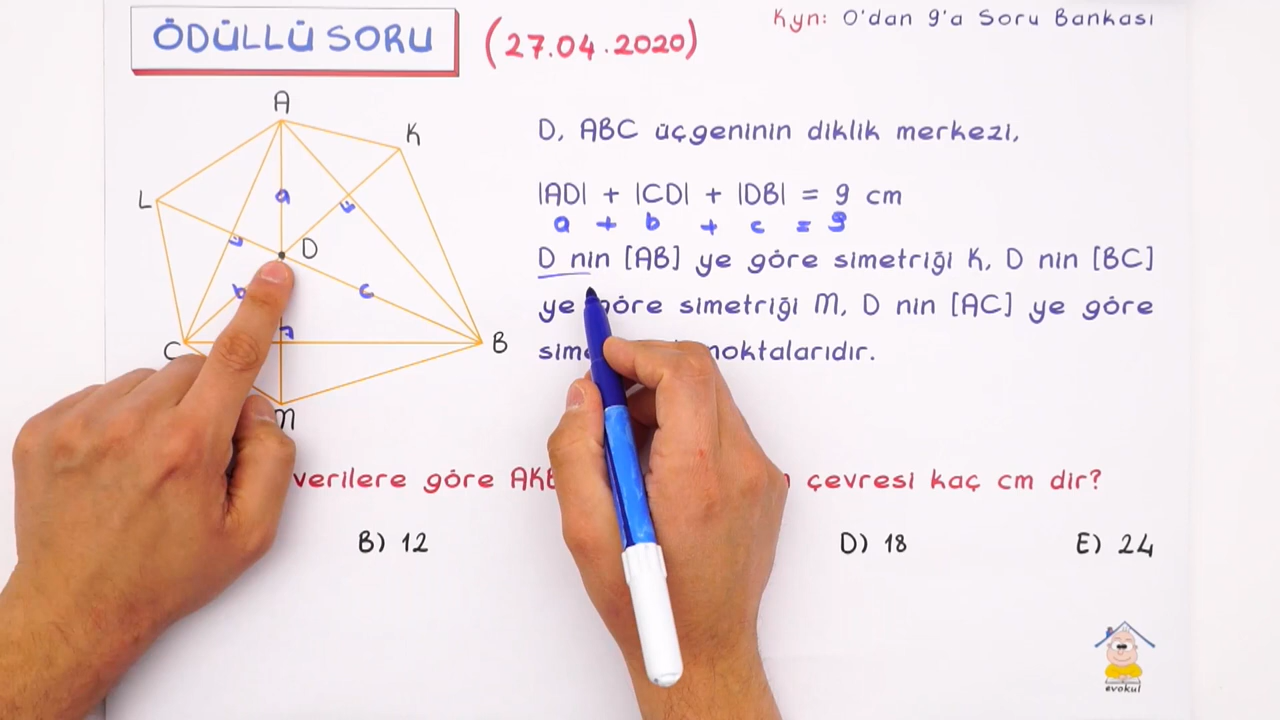 ÖDÜLLÜ SORU
(27.04.2020)
Kyn: 0'dan 9'a Soru Bankası
A
K
L
a
D
b
c
C
B
M
D, ABC üçgeninin diklik merkezi,
|AD| + |CD| + |DB| = 9 cm
a + b + c = 9
D nin [AB] ye göre simetriği K, D nin [BC]
ye göre simetriği M, D nin [AC] ye göre
noktalarıdır.
verilere göre çevresi kaç cm dir?
B) 12
D) 18
E) 24
evokul